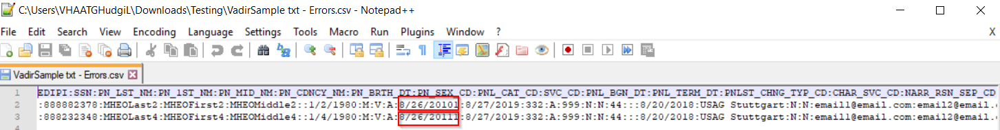 C:\Users\VHAATGHudgiL\Downloads\Testing\VadirSample txt - Errors.csv - Notepad++
File Edit Search View Encoding Language Settings Tools Macro Run Plugins Window ? X
VadirSample txt - Errors.csv
1 EDIPI:SSN:PN_LST_NM:PN_1ST_NM:PN_MID_NM:PN_CDNCY_NM:PN_BRTH_DT:PN_SEX_CD:PNL_CAT_CD:SVC_CD:PNL_BGN_DT:PNL_TERM_DT:PNLST_CHNG_TYP_CD:CHAR_SVC_CD:NARR_RSN_SEP_CD
2 :888882378:MHEOLast2:MHEOFirst2:MHEOMiddle2::1/2/1980:M:V:A:8/26/20101:8/27/2019:332:A:999:N:N:44:::8/20/2018:USAG Stuttgart:N:N:email1@email.com:email2@email.
3 :888232348:MHEOLast4:MHEOFirst4:MHEOMiddle4::1/4/1980:M:V:A:8/26/20111:8/27/2019:332:A:999:N:N:44:::8/20/2018:USAG Stuttgart:N:N:email1@email.com:email2@email.
4